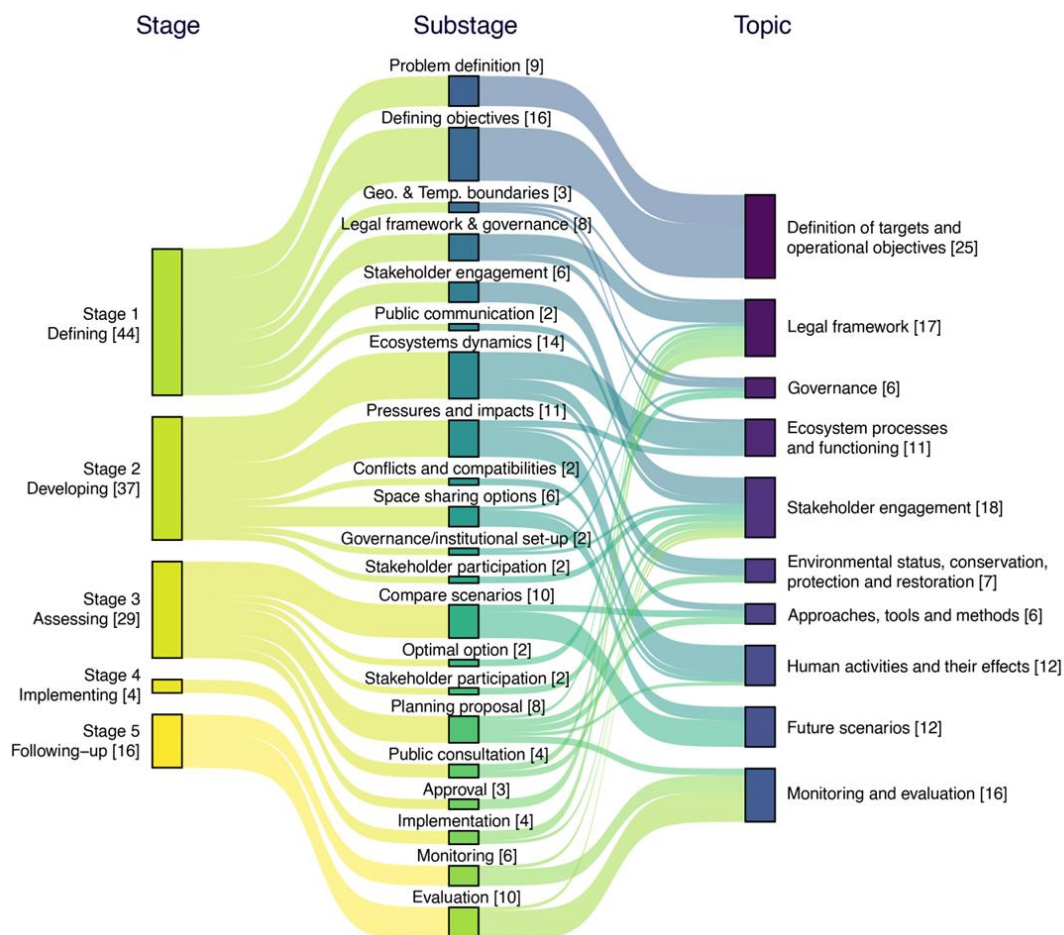 Stage
Substage
Topic
Stage 1
Defining [44]
Stage 2
Developing [37]
Stage 3
Assessing [29]
Stage 4
Implementing [4]
Stage 5
Following–up [16]
Problem definition [9]
Defining objectives [16]
Geo. & Temp. boundaries [3]
Legal framework & governance [8]
Stakeholder engagement [6]
Public communication [2]
Ecosystems dynamics [14]
Pressures and impacts [11]
Conflicts and compatibilities [2]
Space sharing options [6]
Governance/institutional set-up [2]
Stakeholder participation [2]
Compare scenarios [10]
Optimal option [2]
Stakeholder participation [2]
Planning proposal [8]
Public consultation [4]
Approval [3]
Implementation [4]
Monitoring [6]
Evaluation [10]
Definition of targets and
operational objectives [25]
Legal framework [17]
Governance [6]
Ecosystem processes
and functioning [11]
Stakeholder engagement [18]
Environmental status, conservation,
protection and restoration [7]
Approaches, tools and methods [6]
Human activities and their effects [12]
Future scenarios [12]
Monitoring and evaluation [16]